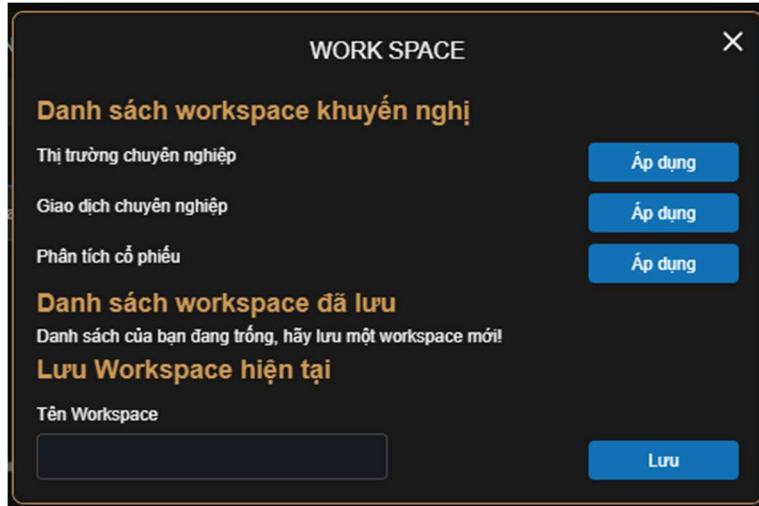 WORK SPACE
Danh sách workspace khuyến nghị
Thị trường chuyên nghiệp
Áp dụng
Giao dịch chuyên nghiệp
Áp dụng
Phân tích cổ phiếu
Áp dụng
Danh sách workspace đã lưu
Danh sách của bạn đang trống, hãy lưu một workspace mới!
Lưu Workspace hiện tại
Tên Workspace
Lưu